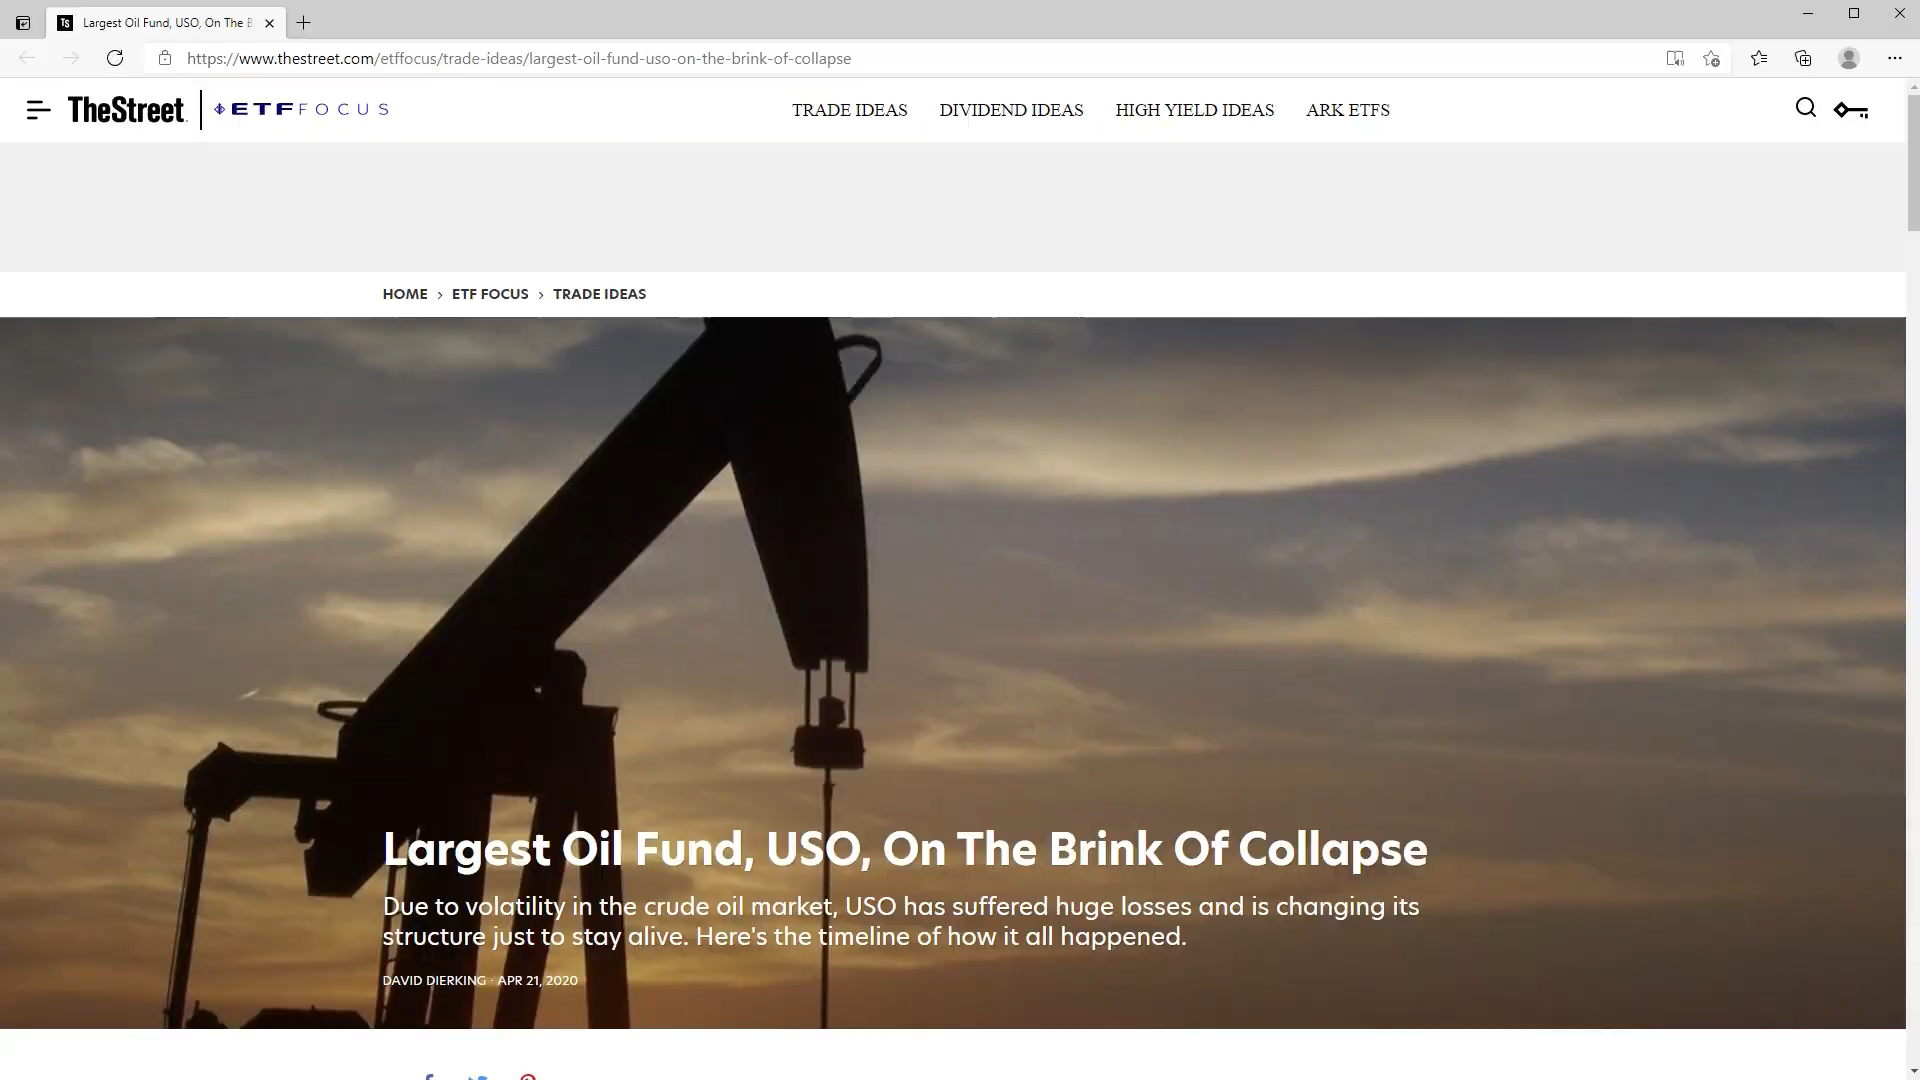 Largest Oil Fund, USO, On The B
https://www.thestreet.com/etffocus/trade-ideas/largest-oil-fund-uso-on-the-brink-of-collapse
TheStreet
ETFFOCUS
TRADE IDEAS
DIVIDEND IDEAS
HIGH YIELD IDEAS
ARK ETFS
HOME > ETF FOCUS > TRADE IDEAS
Largest Oil Fund, USO, On The Brink Of Collapse
Due to volatility in the crude oil market, USO has suffered huge losses and is changing its
structure just to stay alive. Here's the timeline of how it all happened.
DAVID DIERKING · APR 21, 2020